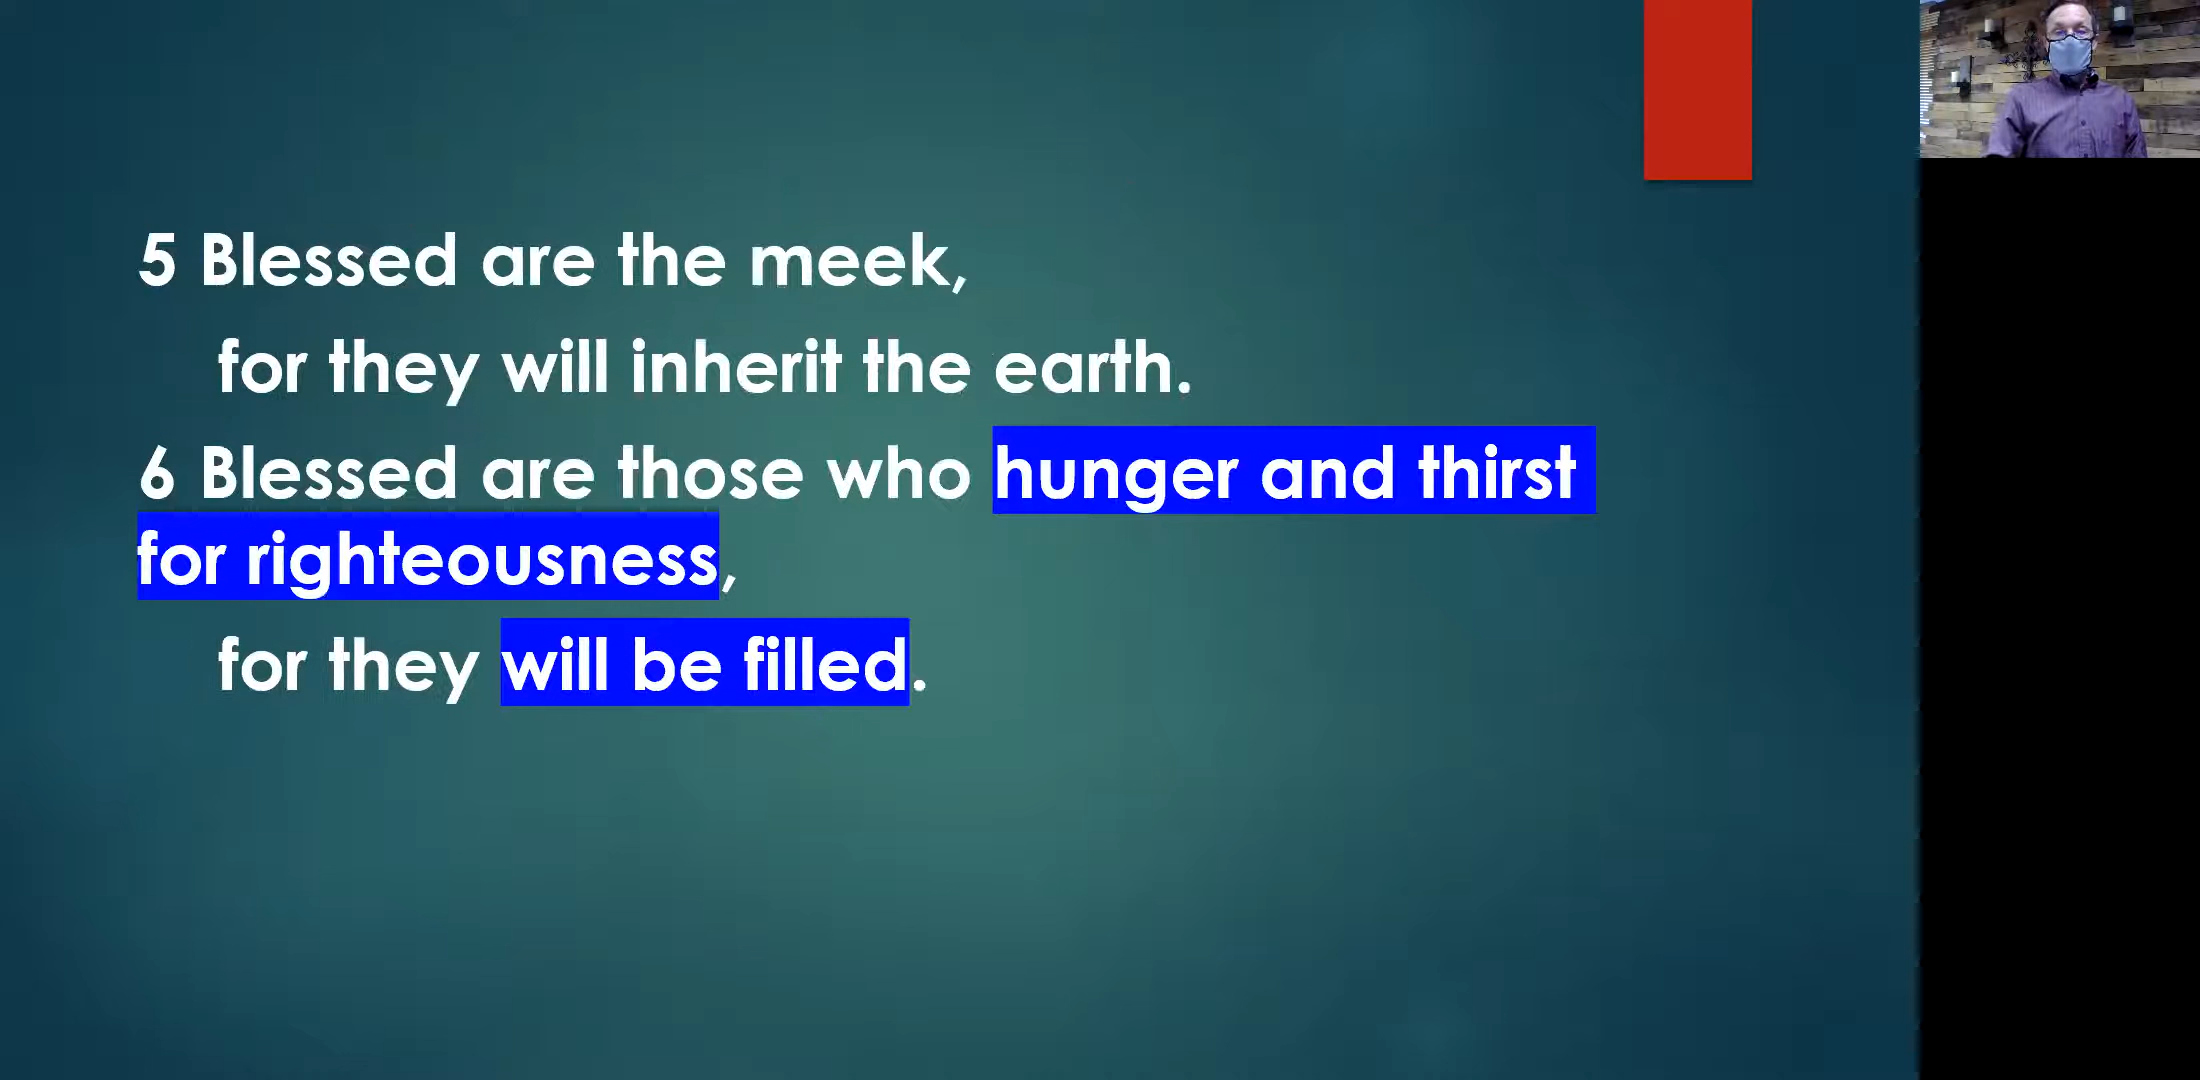 5 Blessed are the meek,
for they will inherit the earth.
6 Blessed are those who hunger and thirst
for righteousness,
for they will be filled.